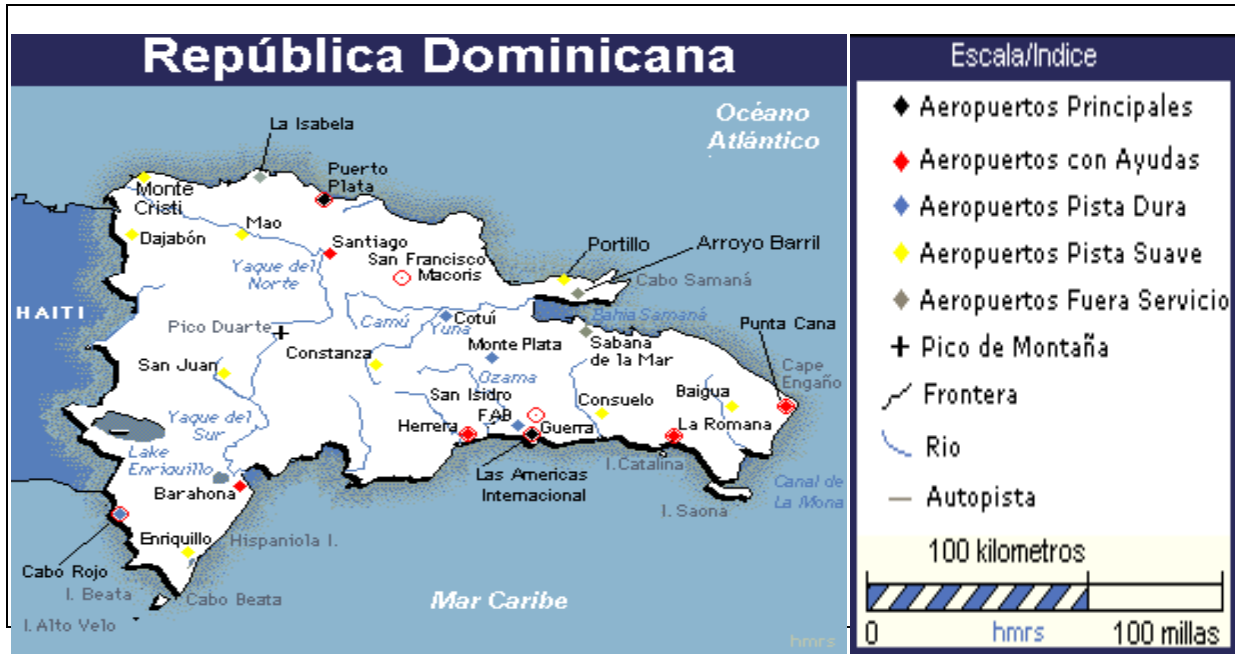 República Dominicana
Océano
Atlántico
La Isabela
Puerto
Plata
Monte
Cristi
Mao
Dajabón
Santiago
San Francisco
Macoris
Portillo
Arroyo Barril
Yaque del
Norte
Cabo Samaná
HAITI
Pico Duarte
Camú
Yuna
Cotuí
Bahia Samaná
Punta Cana
San Juan
Constanza
Monte Plata
Sabana
de la Mar
Cape
Engaño
Ozama
San Isidro
FAB
Consuelo
Baigua
Yaque del
Sur
Herrera
Guerra
La Romana
Lake
Enriquillo
Las Americas
Internacional
I. Catalina
Canal de
La Mona
Barahona
I. Saona
Enriquillo
Hispaniola I.
Cabo Rojo
I. Beata
Cabo Beata
Mar Caribe
I. Alto Velo
hmrs
Escala/Indice
Aeropuertos Principales
Aeropuertos con Ayudas
Aeropuertos Pista Dura
Aeropuertos Pista Suave
Aeropuertos Fuera Servicio
Pico de Montaña
Frontera
Rio
Autopista
100 kilometros
0 hmrs 100 millas